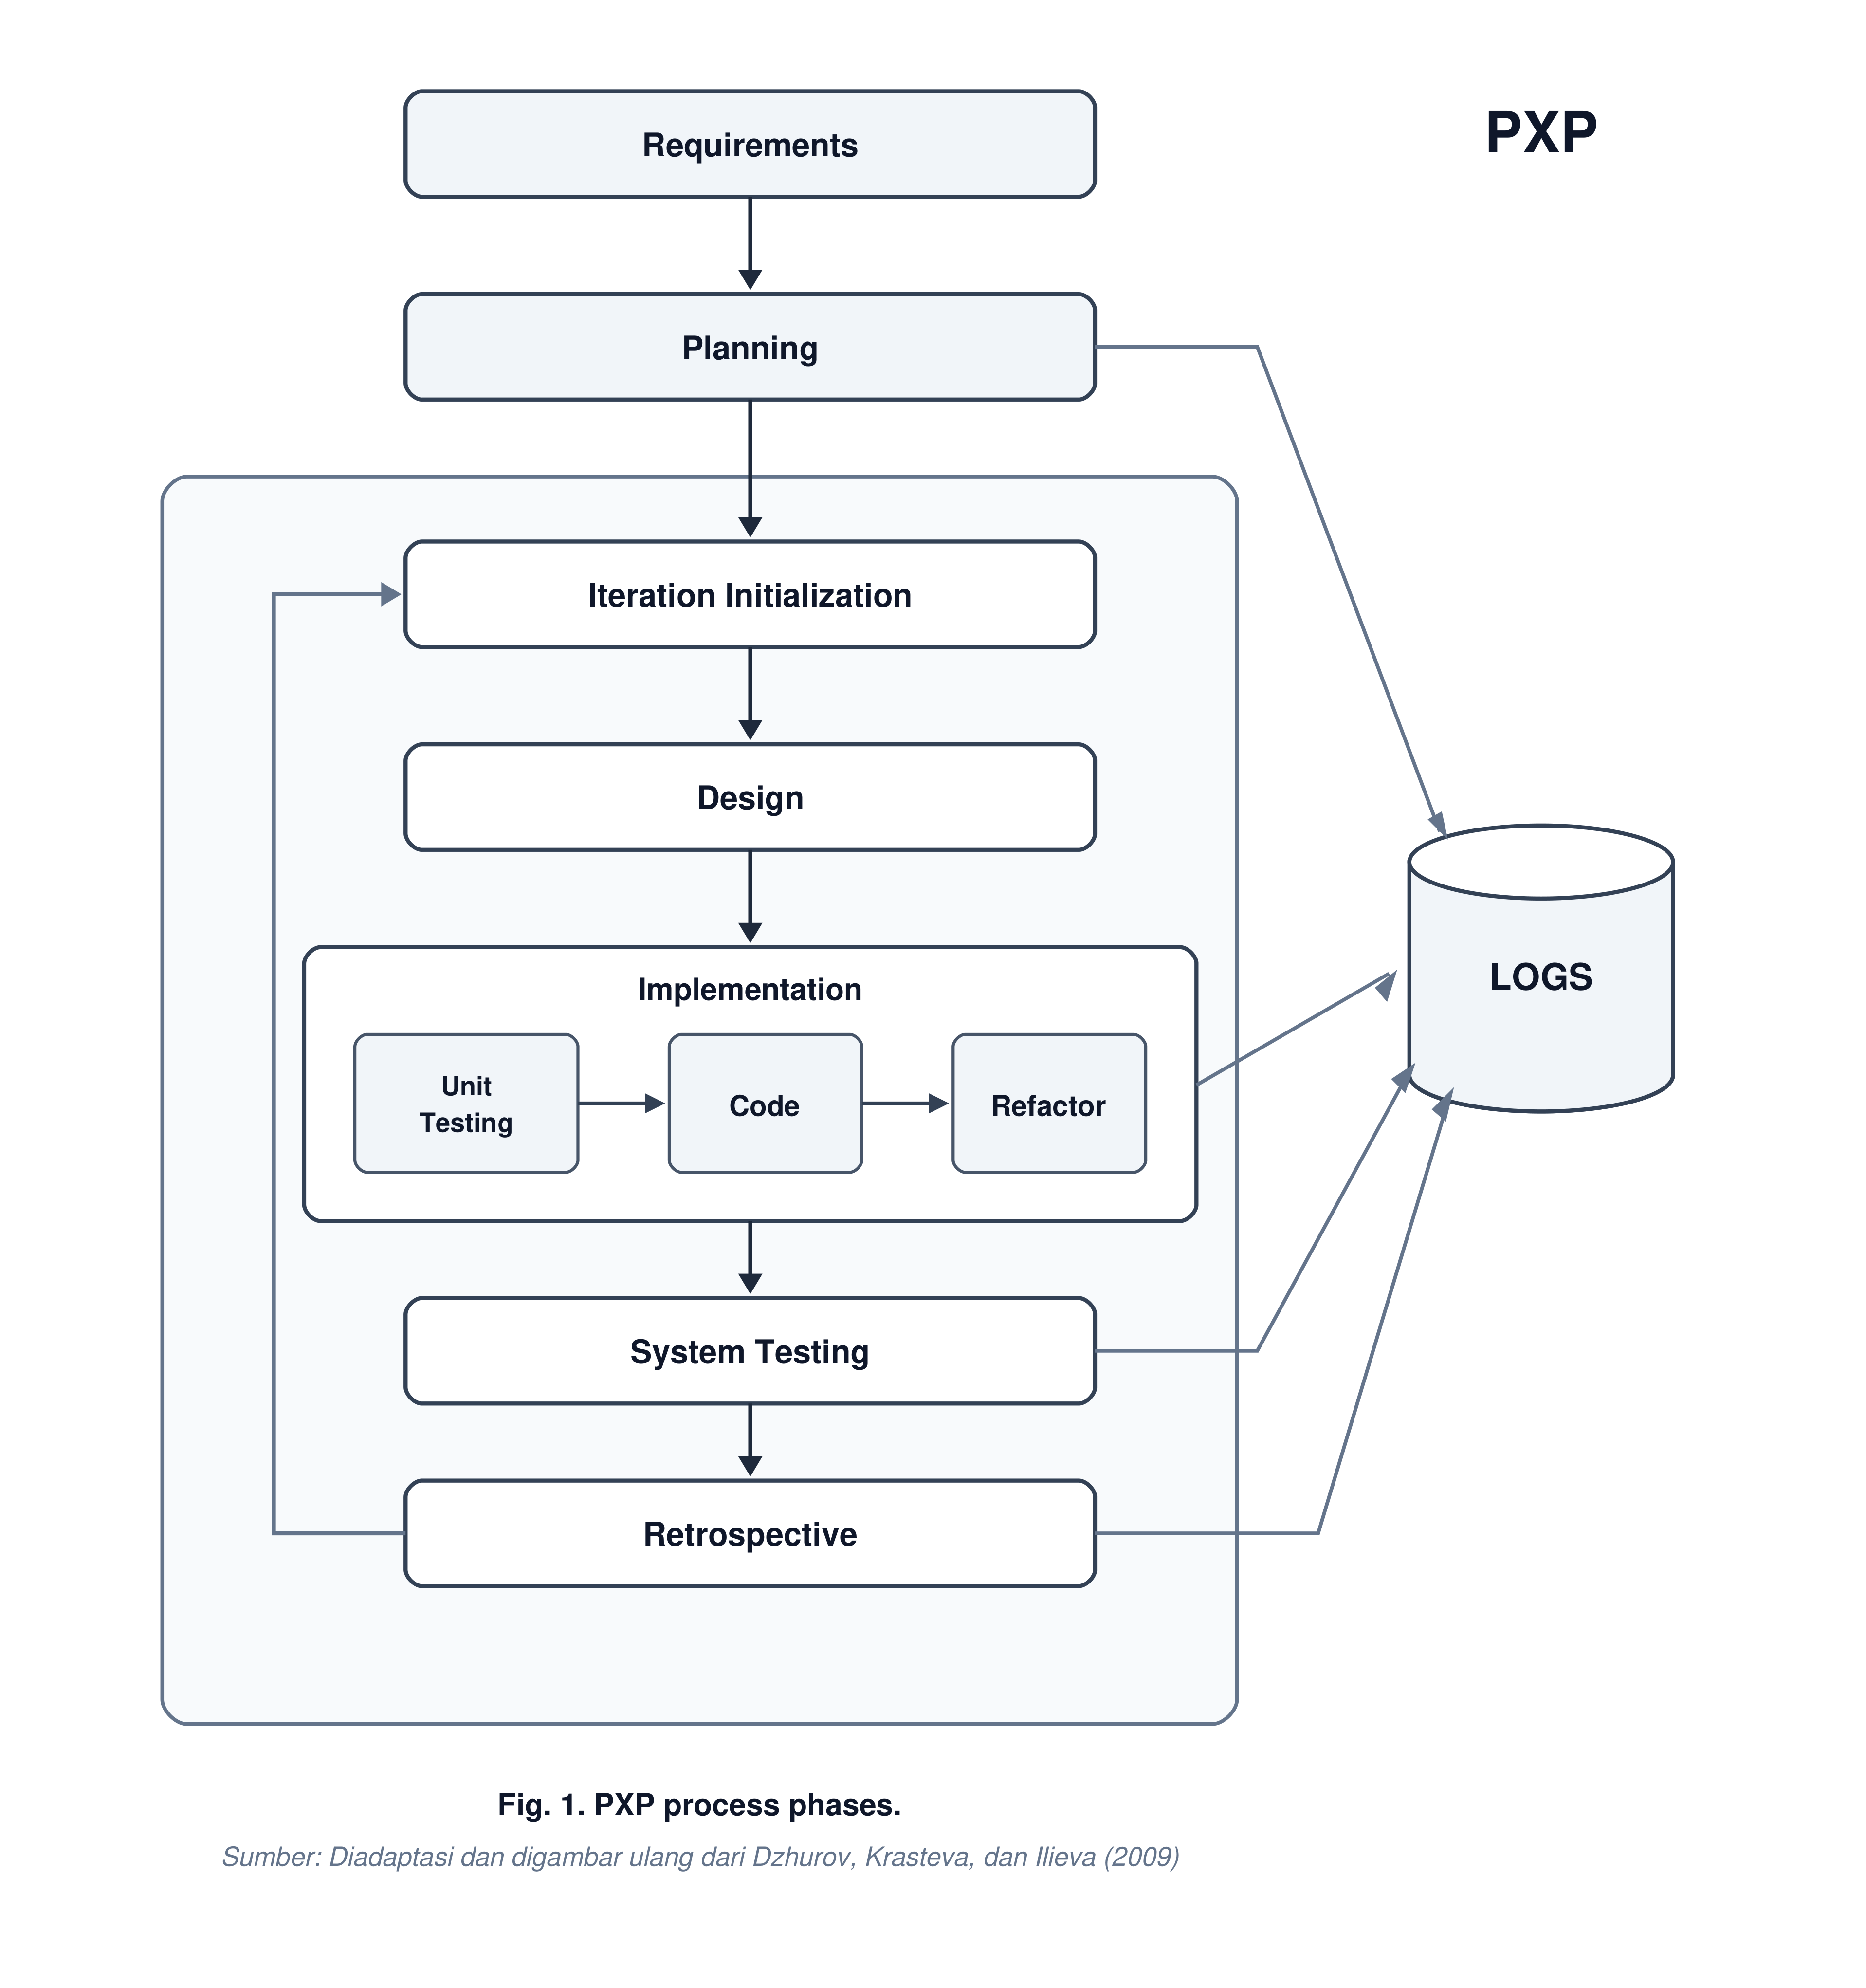 Requirements
PXP
Planning
Iteration Initialization
Design
Implementation
Unit
Testing
Code
Refactor
LOGS
System Testing
Retrospective
Fig. 1. PXP process phases.
Sumber: Diadaptasi dan digambar ulang dari Dzhurov, Krasteva, dan Ilieva (2009)